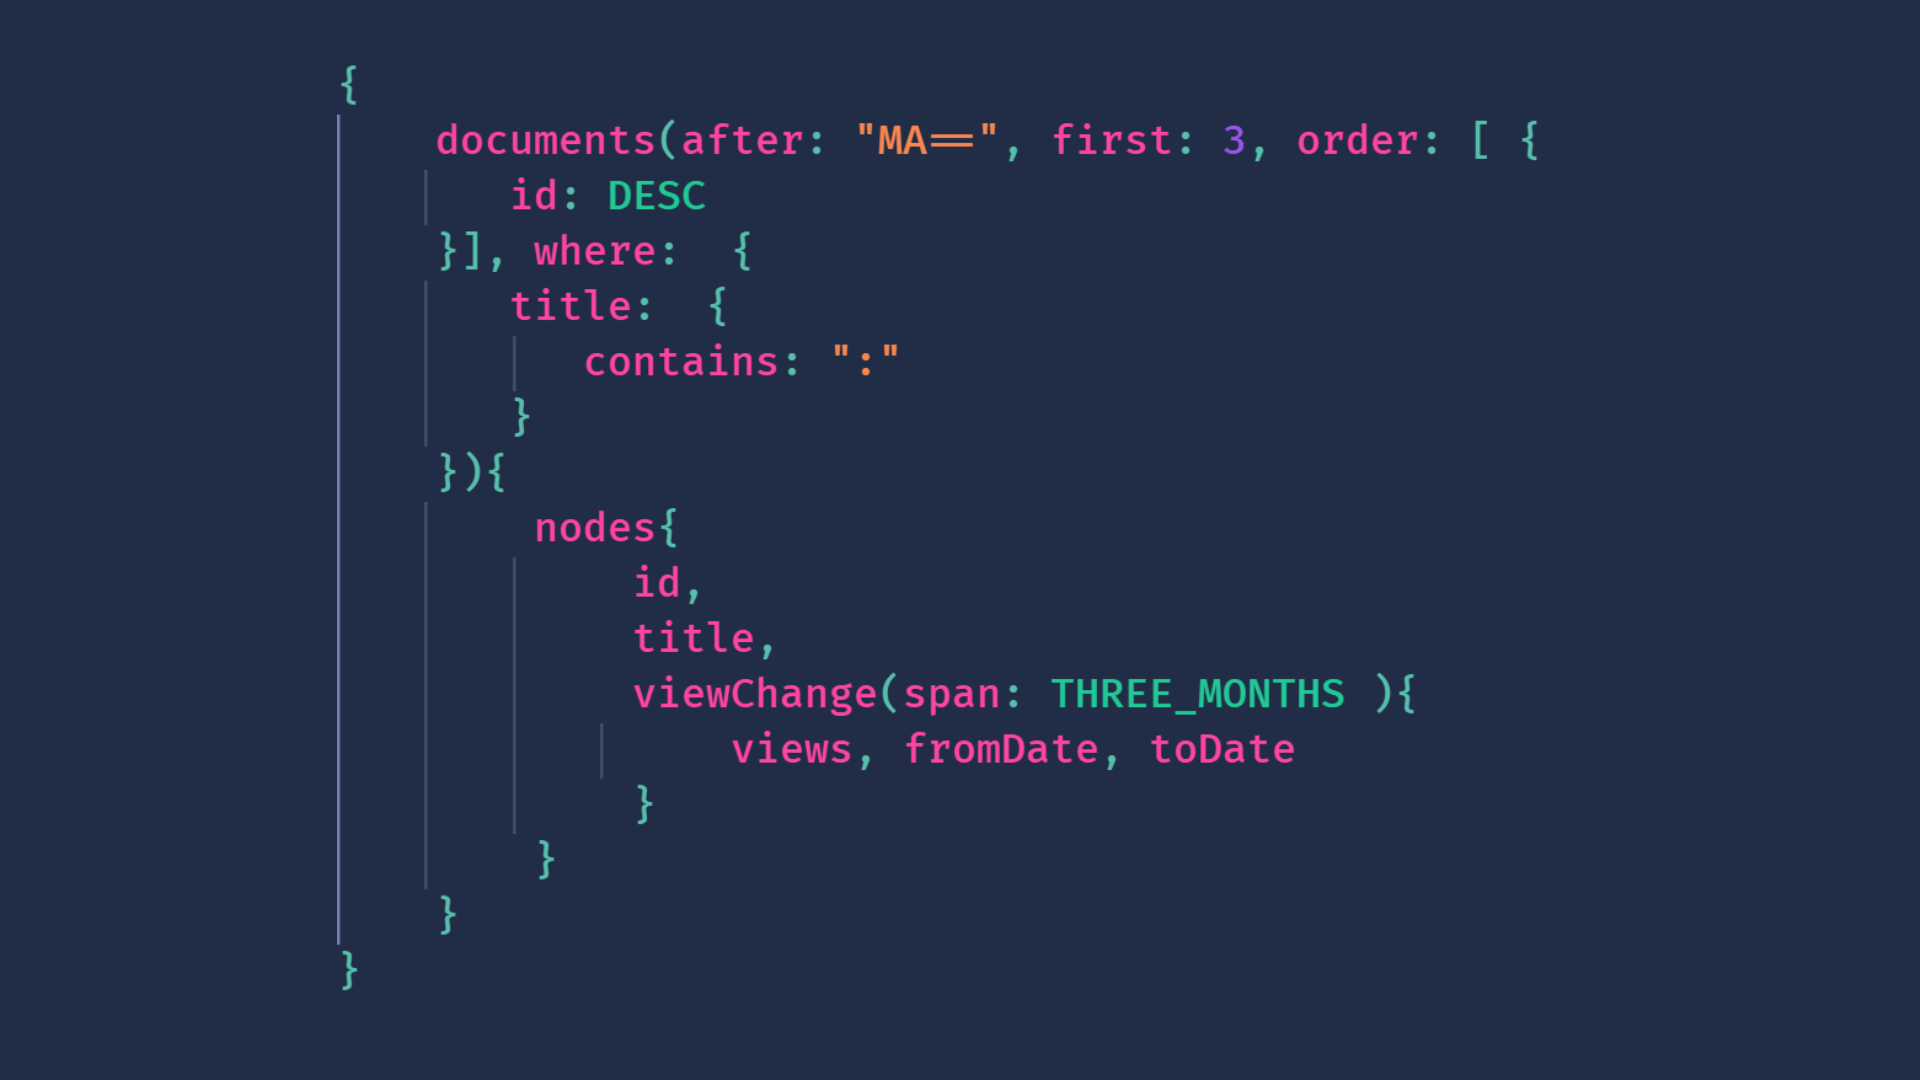 {
documents(after: "MA==", first: 3, order: [ {
id: DESC
}], where:  {
title:  {
contains: ":"
}
}){
nodes{
id,
title,
viewChange(span: THREE_MONTHS ){
views, fromDate, toDate
}
}
}
}